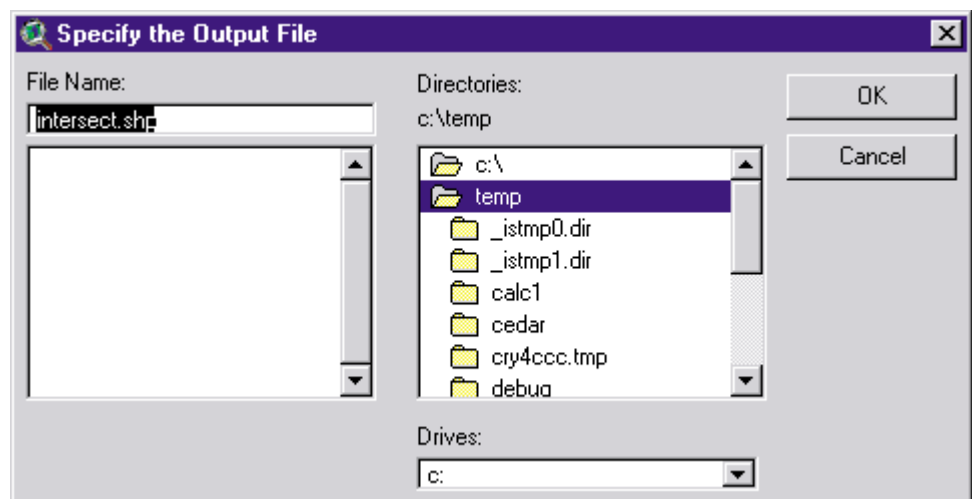 Specify the Output File
File Name:
intersect.shp
Directories:
c:\temp
c:\
temp
_istmp0.dir
_istmp1.dir
calc1
cedar
cry4ccc.tmp
debug
Drives:
c:
OK
Cancel